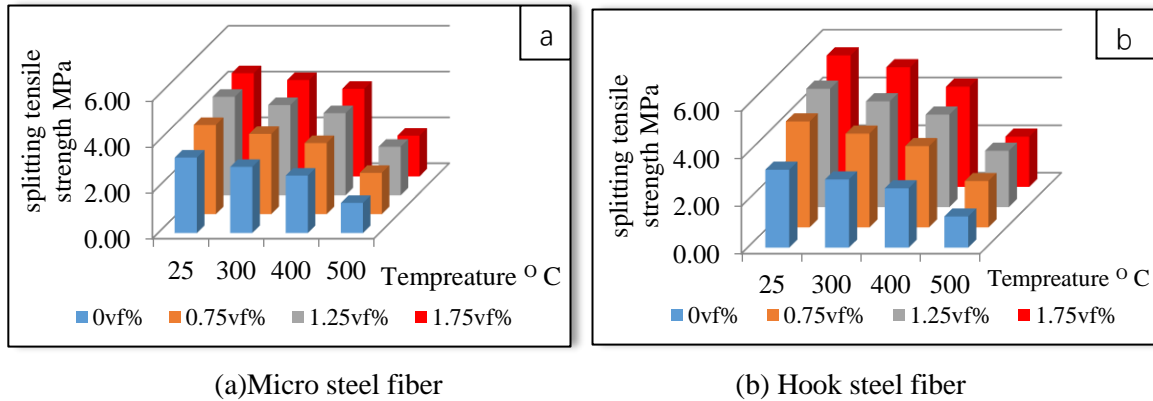 a
splitting tensile
strength MPa
6.00
4.00
2.00
0.00
25 300 400 500
Tempreature ᴼ C
0vf% 0.75vf% 1.25vf% 1.75vf%
b
splitting tensile
strength MPa
6.00
4.00
2.00
0.00
25 300 400 500
Tempreature ᴼ C
0vf% 0.75vf% 1.25vf% 1.75vf%
(a)Micro steel fiber
(b) Hook steel fiber